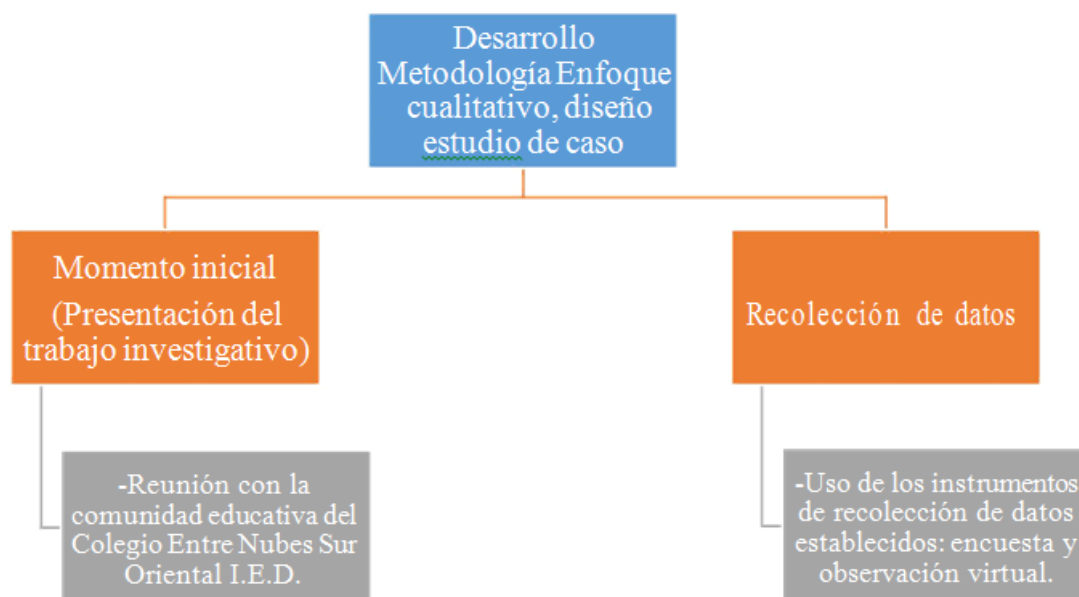 Desarrollo
Metodología Enfoque
cualitativo, diseño
estudio de caso
Momento inicial
(Presentación del
trabajo investigativo)
Recolección de datos
-Reunión con la
comunidad educativa del
Colegio Entre Nubes Sur
Oriental I.E.D.
-Uso de los instrumentos
de recolección de datos
establecidos: encuesta y
observación virtual.